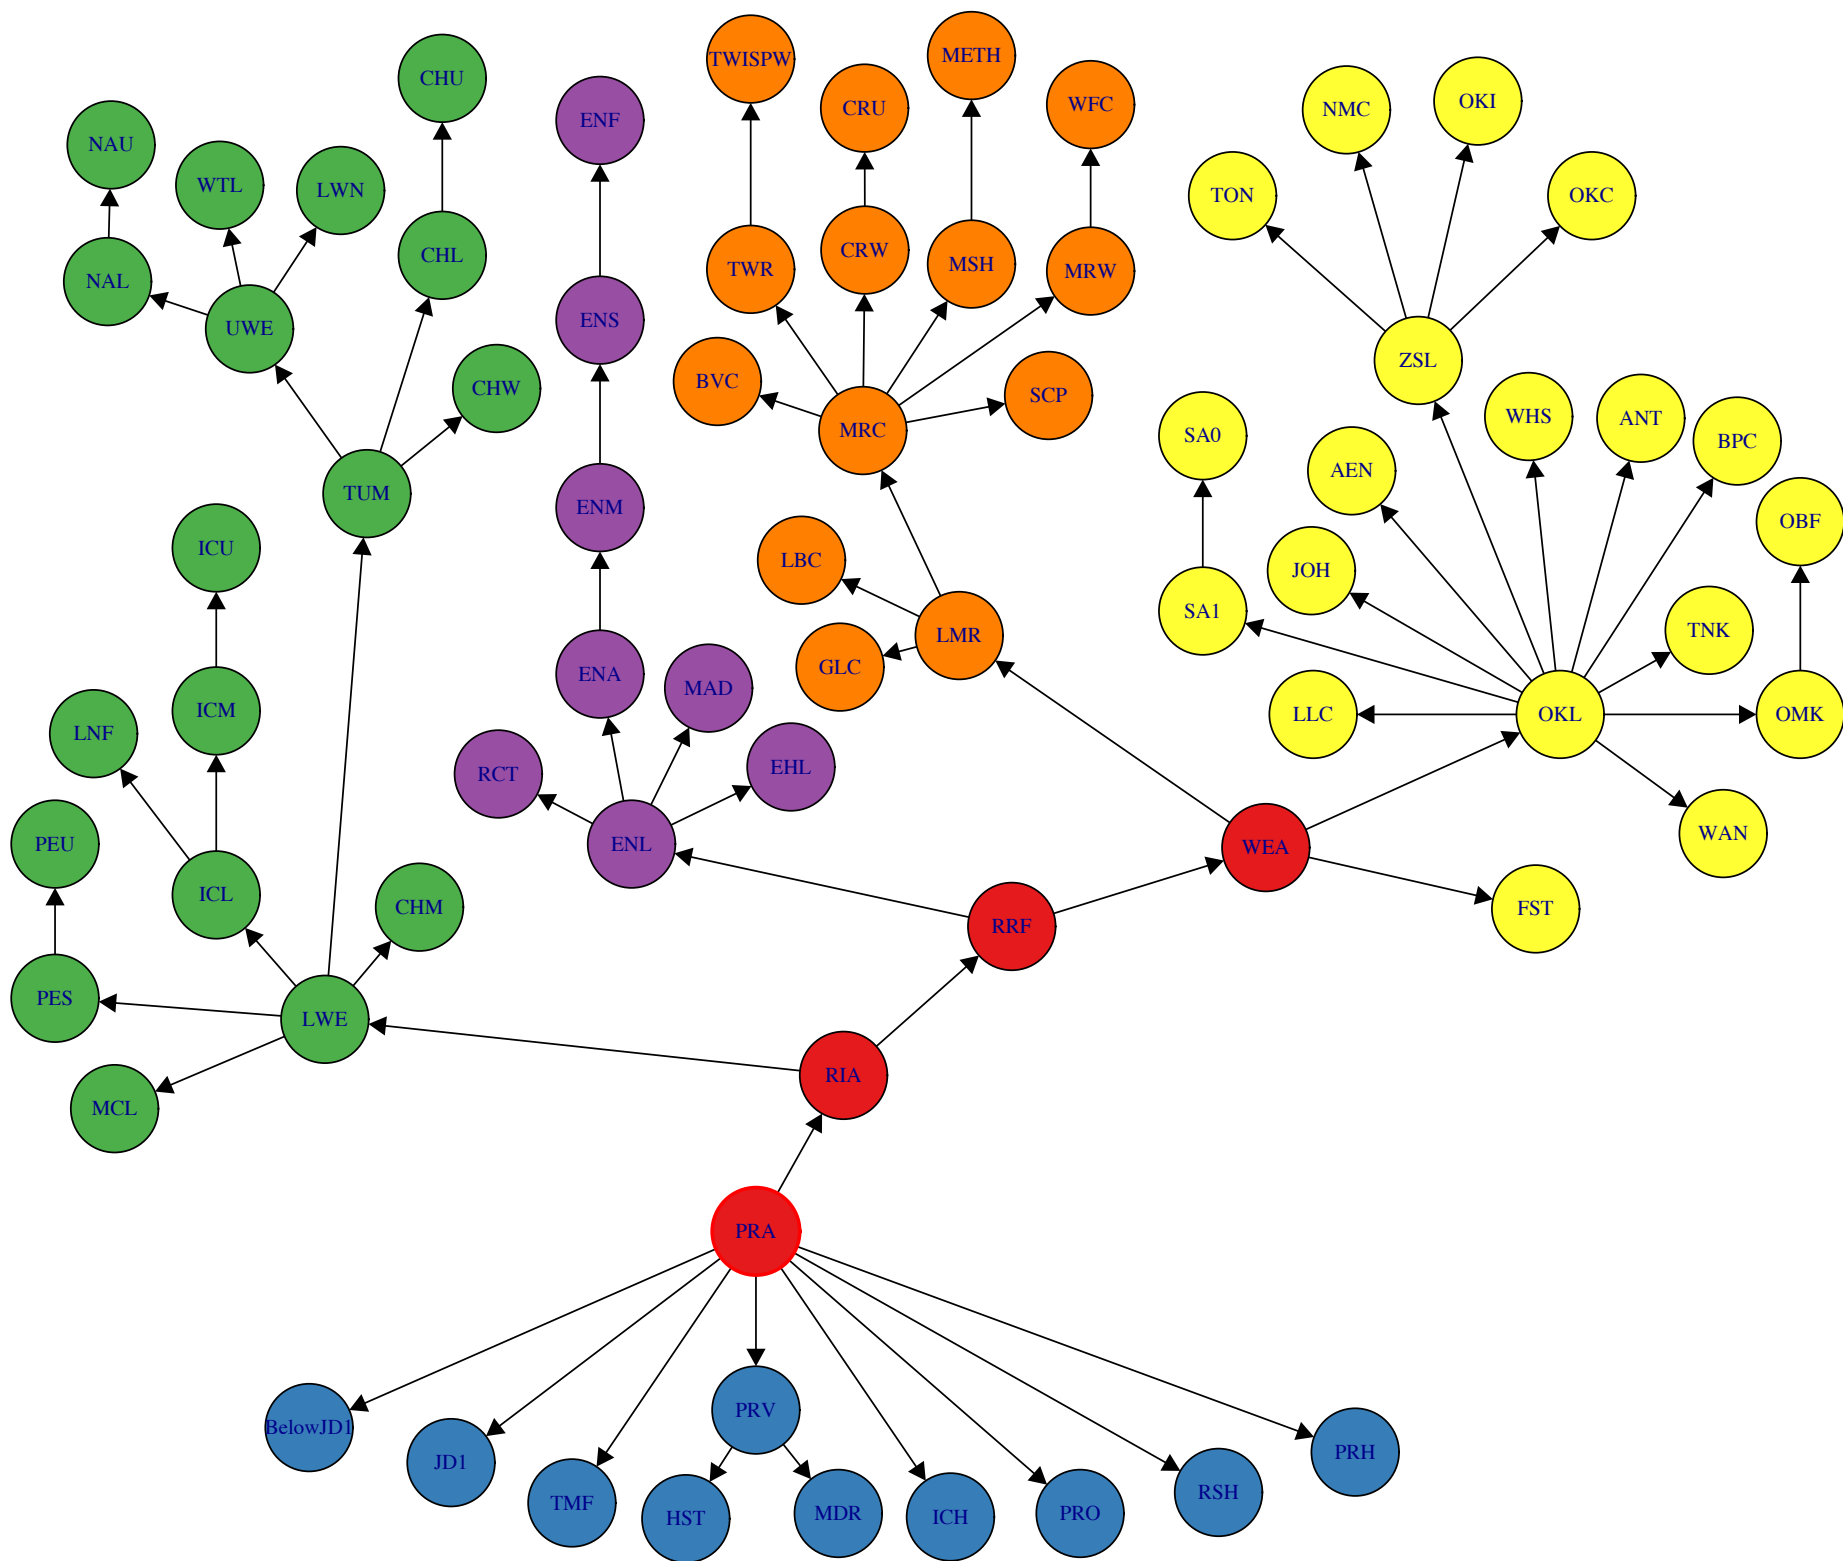 TWISPW
METH
CHU
OKI
WFC
CRU
NMC
ENF
NAU
WTL
LWN
TON
OKC
CRW
CHL
MSH
TWR
MRW
NAL
ENS
UWE
ZSL
BVC
CHW
SCP
WHS
ANT
MRC
SA0
BPC
AEN
TUM
ENM
OBF
ICU
LBC
JOH
SA1
TNK
LMR
GLC
ENA
MAD
ICM
LLC
OKL
OMK
LNF
EHL
RCT
WAN
PEU
ENL
WEA
ICL
CHM
FST
RRF
PES
LWE
RIA
MCL
PRA
PRV
BelowJD1
PRH
JD1
RSH
TMF
MDR
PRO
ICH
HST